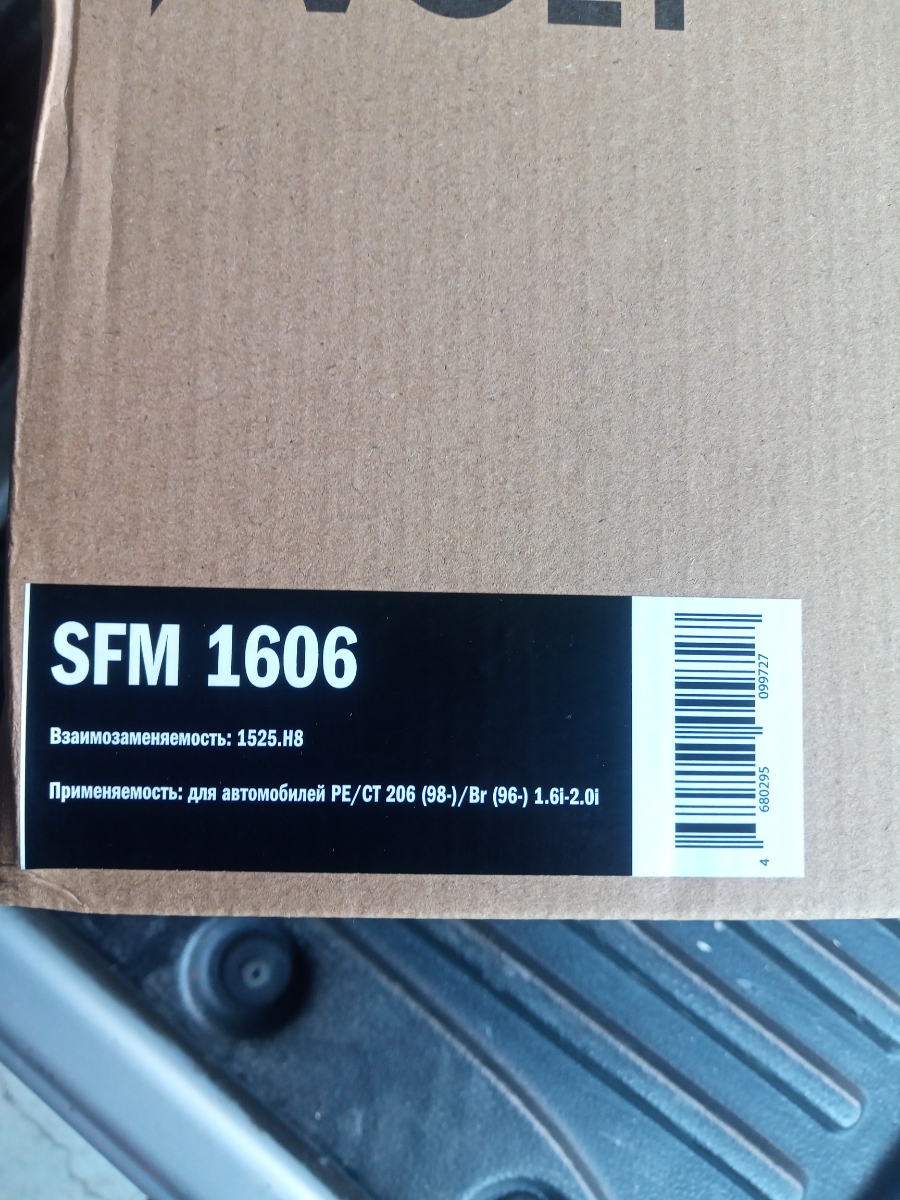 SFM 1606
Взаимозаменяемость: 1525.H8
Применяемость: для автомобилей PE/CT 206 (98-)/Br (96-) 1.6i-2.0i
4 680295 099727